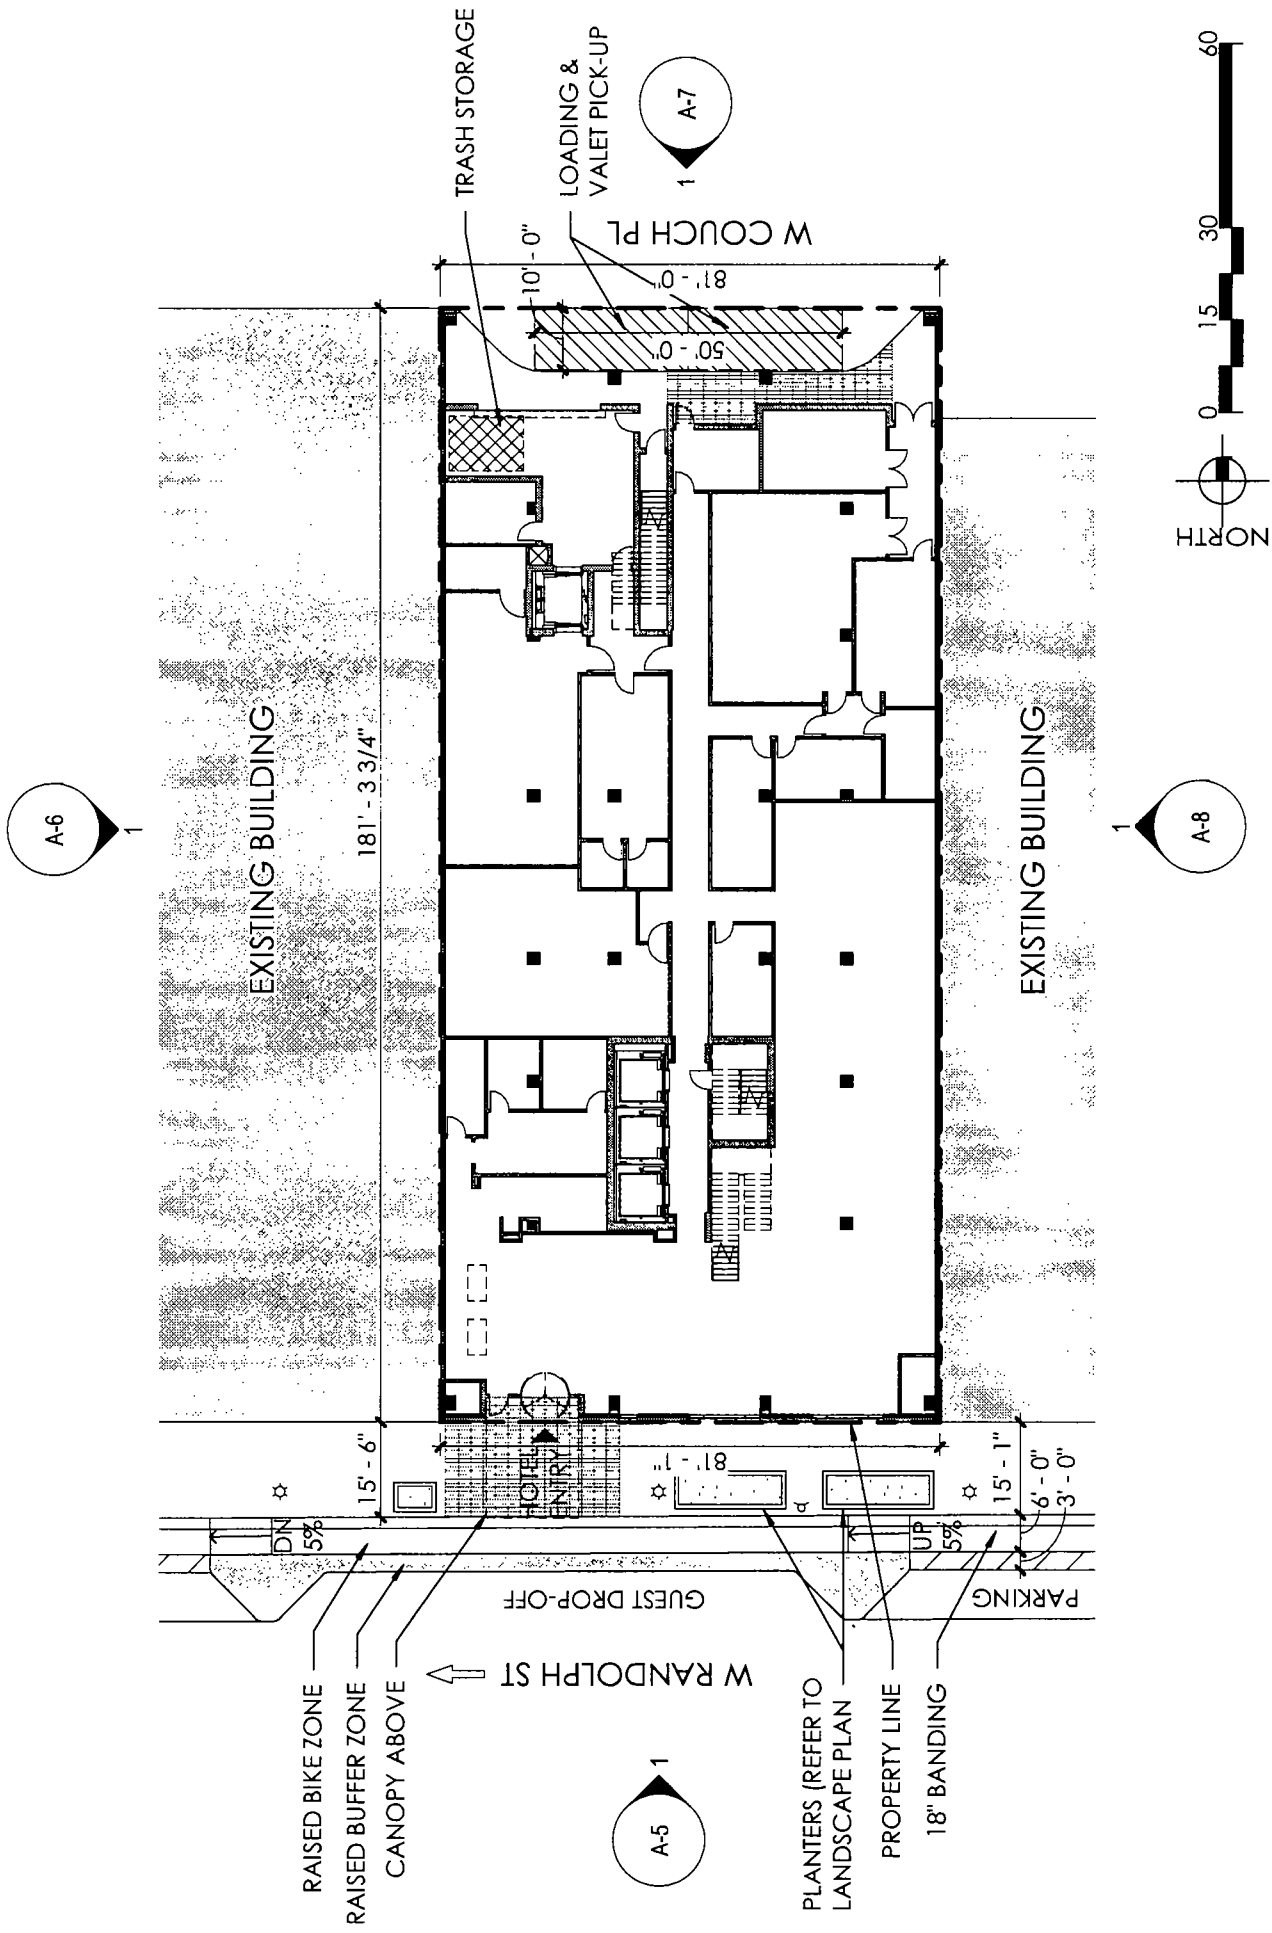 A-6
1
EXISTING BUILDING
181' - 3 3/4"
TRASH STORAGE
LOADING &
VALET PICK-UP
A-7
1
W COUCH PL
10' - 0"
81' - 0"
50' - 0"
15' - 6"
HOTEL
ENTRY
81' - 1"
15' - 1"
6' - 0"
3' - 0"
DN
5%
UP
5%
GUEST DROP-OFF
PARKING
W RANDOLPH ST
RAISED BIKE ZONE
RAISED BUFFER ZONE
CANOPY ABOVE
A-5
1
PLANTERS (REFER TO
LANDSCAPE PLAN
PROPERTY LINE
18" BANDING
EXISTING BUILDING
1
A-8
NORTH
0 15 30 60